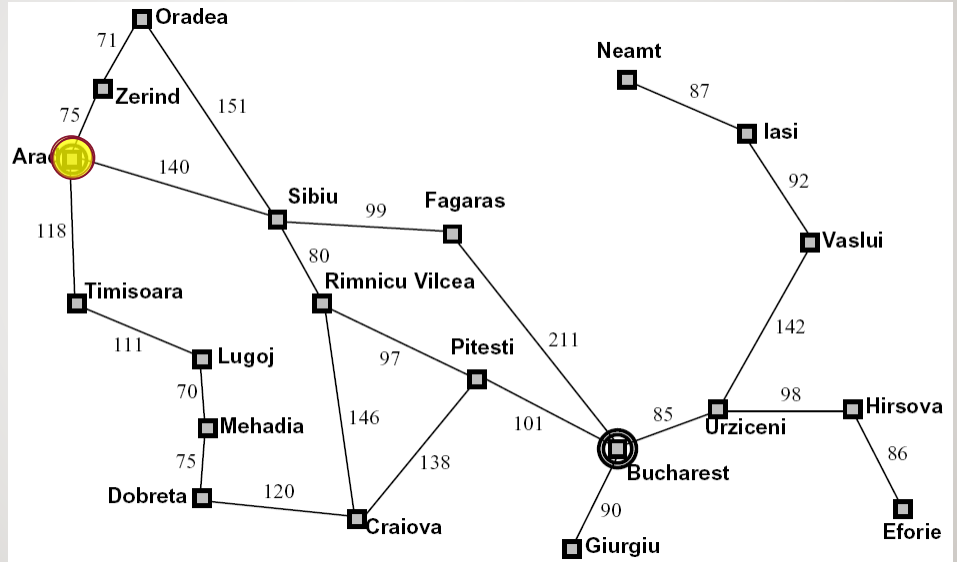 Oradea
71
Neamt
Zerind
87
75
151
Iasi
Ara
140
92
Sibiu
Fagaras
99
118
Vaslui
80
Timisoara
Rimnicu Vilcea
142
111
Lugoj
97
Pitesti
211
70
98
Hirsova
146
101
85
Urziceni
Mehadia
75
138
86
Bucharest
Dobreta
120
90
Craiova
Eforie
Giurgiu